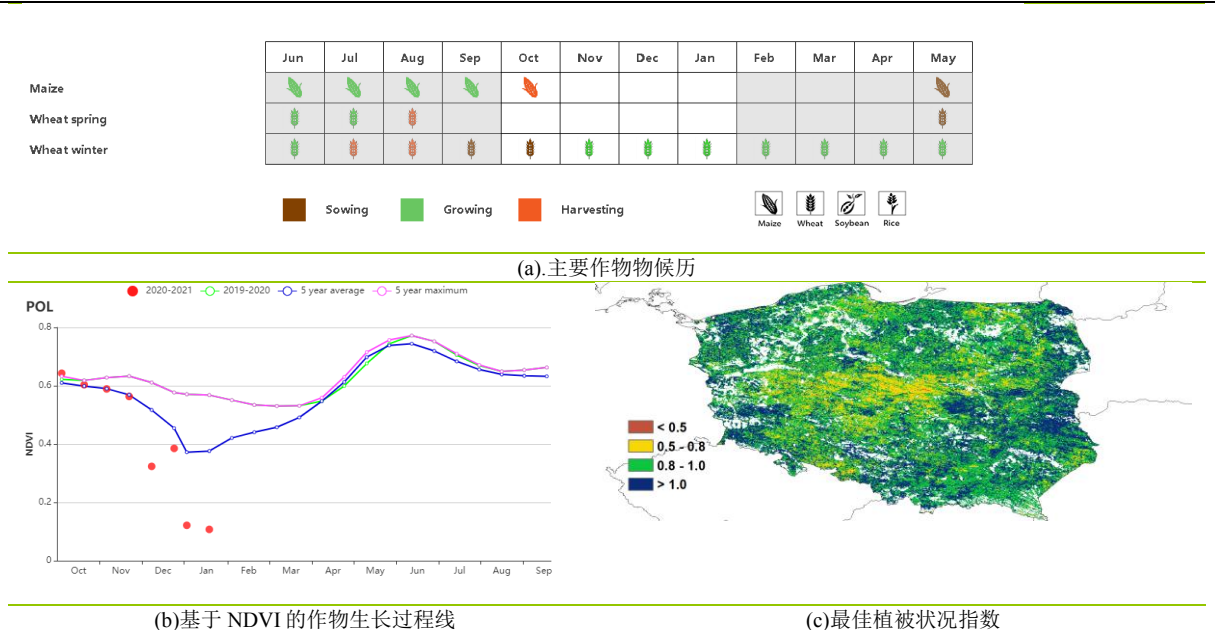 Jun Jul Aug Sep Oct Nov Dec Jan Feb Mar Apr May
Maize
Wheat spring
Wheat winter
Sowing Growing Harvesting
Maize Wheat Soybean Rice
(a).主要作物物候历
2020-2021 2019-2020 5 year average 5 year maximum
POL
0.8
0.6
0.4
0.2
0
NDVI
Oct Nov Dec Jan Feb Mar Apr May Jun Jul Aug Sep
< 0.5
0.5 - 0.8
0.8 - 1.0
> 1.0
(b)基于 NDVI 的作物生长过程线
(c)最佳植被状况指数